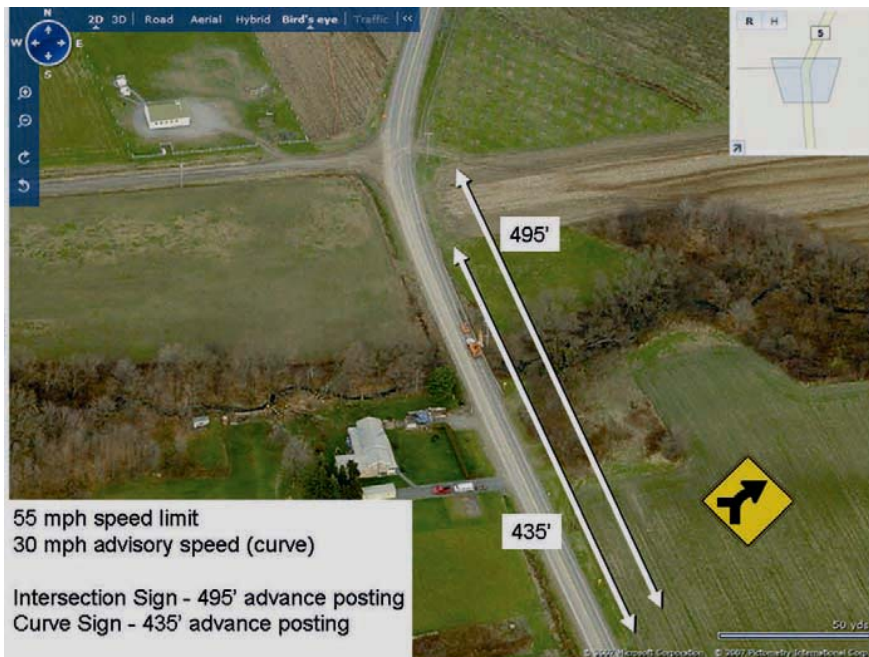 2D 3D Road Aerial Hybrid Bird's eye Traffic <<
N
W E
S
R H
5
495'
435'
55 mph speed limit
30 mph advisory speed (curve)
Intersection Sign - 495' advance posting
Curve Sign - 435' advance posting
50 yds
© 2007 Microsoft Corporation © 2007 Pictometry International Corp